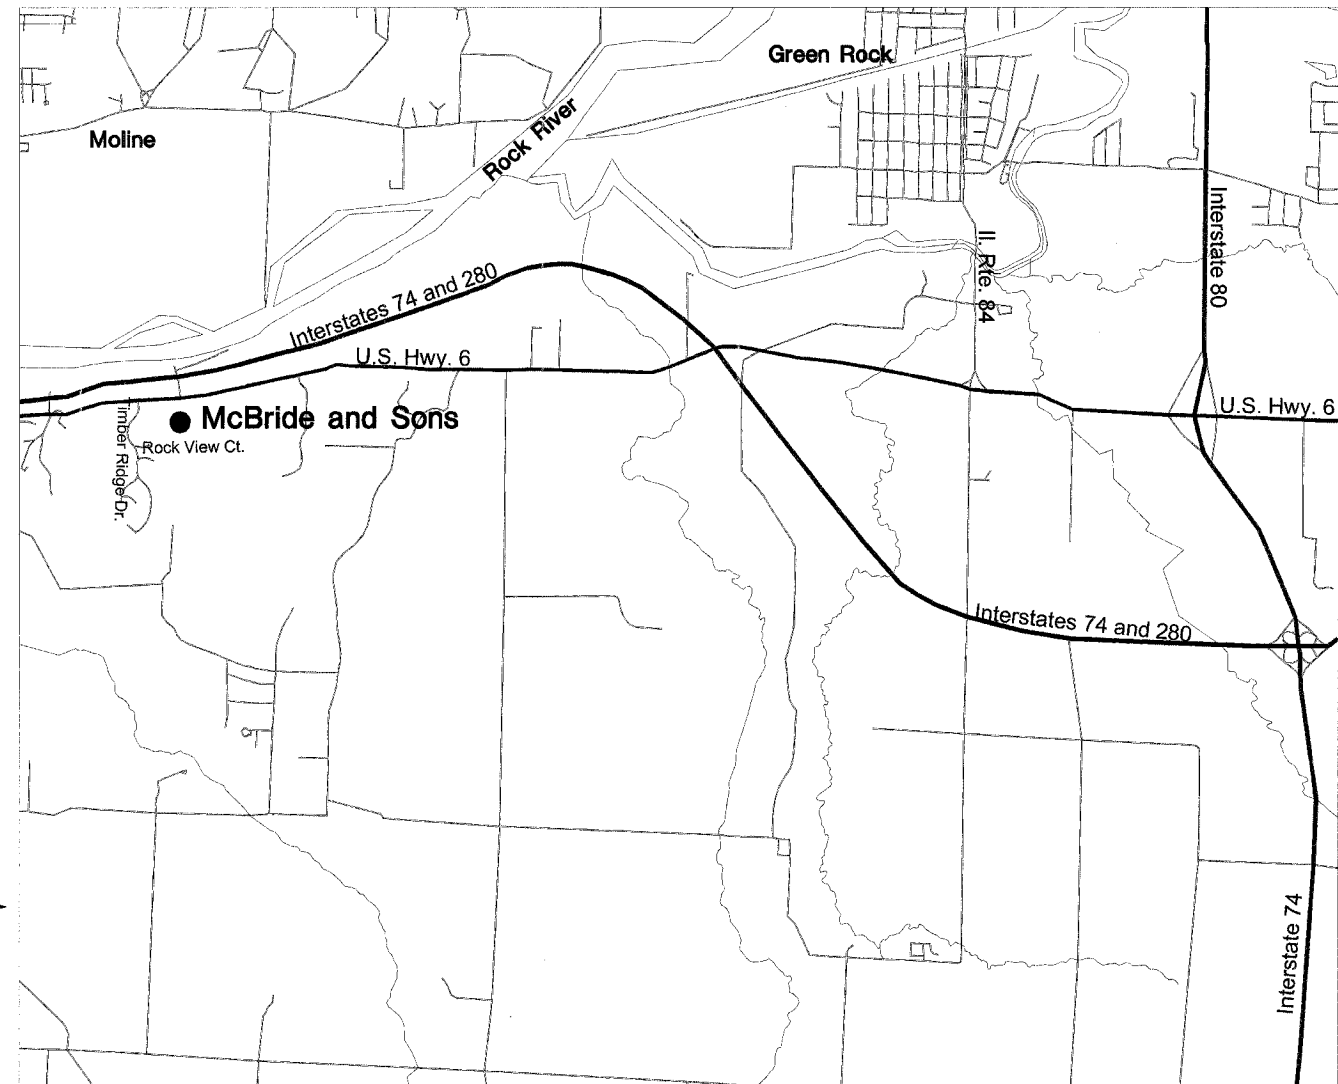 Green Rock
Moline
Rock River
Interstate 80
Il. Rte. 84
Interstates 74 and 280
U.S. Hwy. 6
U.S. Hwy. 6
McBride and Sons
Rock View Ct.
Timber Ridge Dr.
Interstates 74 and 280
Interstate 74